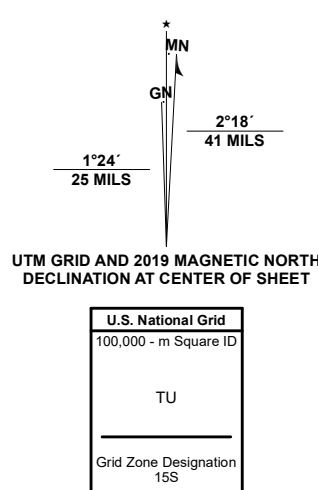 MN
GN
2°18´
41 MILS
1°24´
25 MILS
UTM GRID AND 2019 MAGNETIC NORTH
DECLINATION AT CENTER OF SHEET
U.S. National Grid
100,000 - m Square ID
TU
Grid Zone Designation
15S